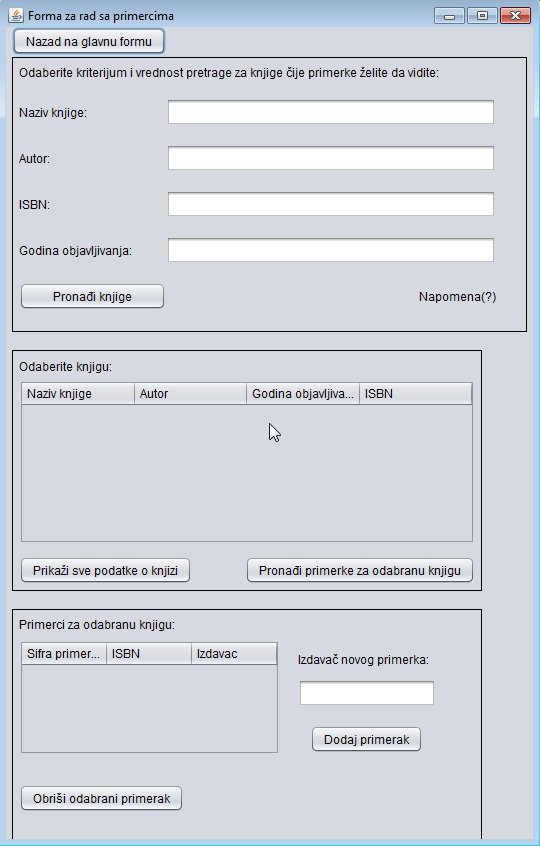 Forma za rad sa primercima
Nazad na glavnu formu
Odaberite kriterijum i vrednost pretrage za knjige čije primerke želite da vidite:
Naziv knjige:
Autor:
ISBN:
Godina objavljivanja:
Pronađi knjige
Napomena(?)
Odaberite knjigu:
Naziv knjige Autor Godina objavljiva... ISBN
Prikaži sve podatke o knjizi
Pronađi primerke za odabranu knjigu
Primerci za odabranu knjigu:
Sifra primer... ISBN Izdavac
Izdavač novog primerka:
Dodaj primerak
Obriši odabrani primerak